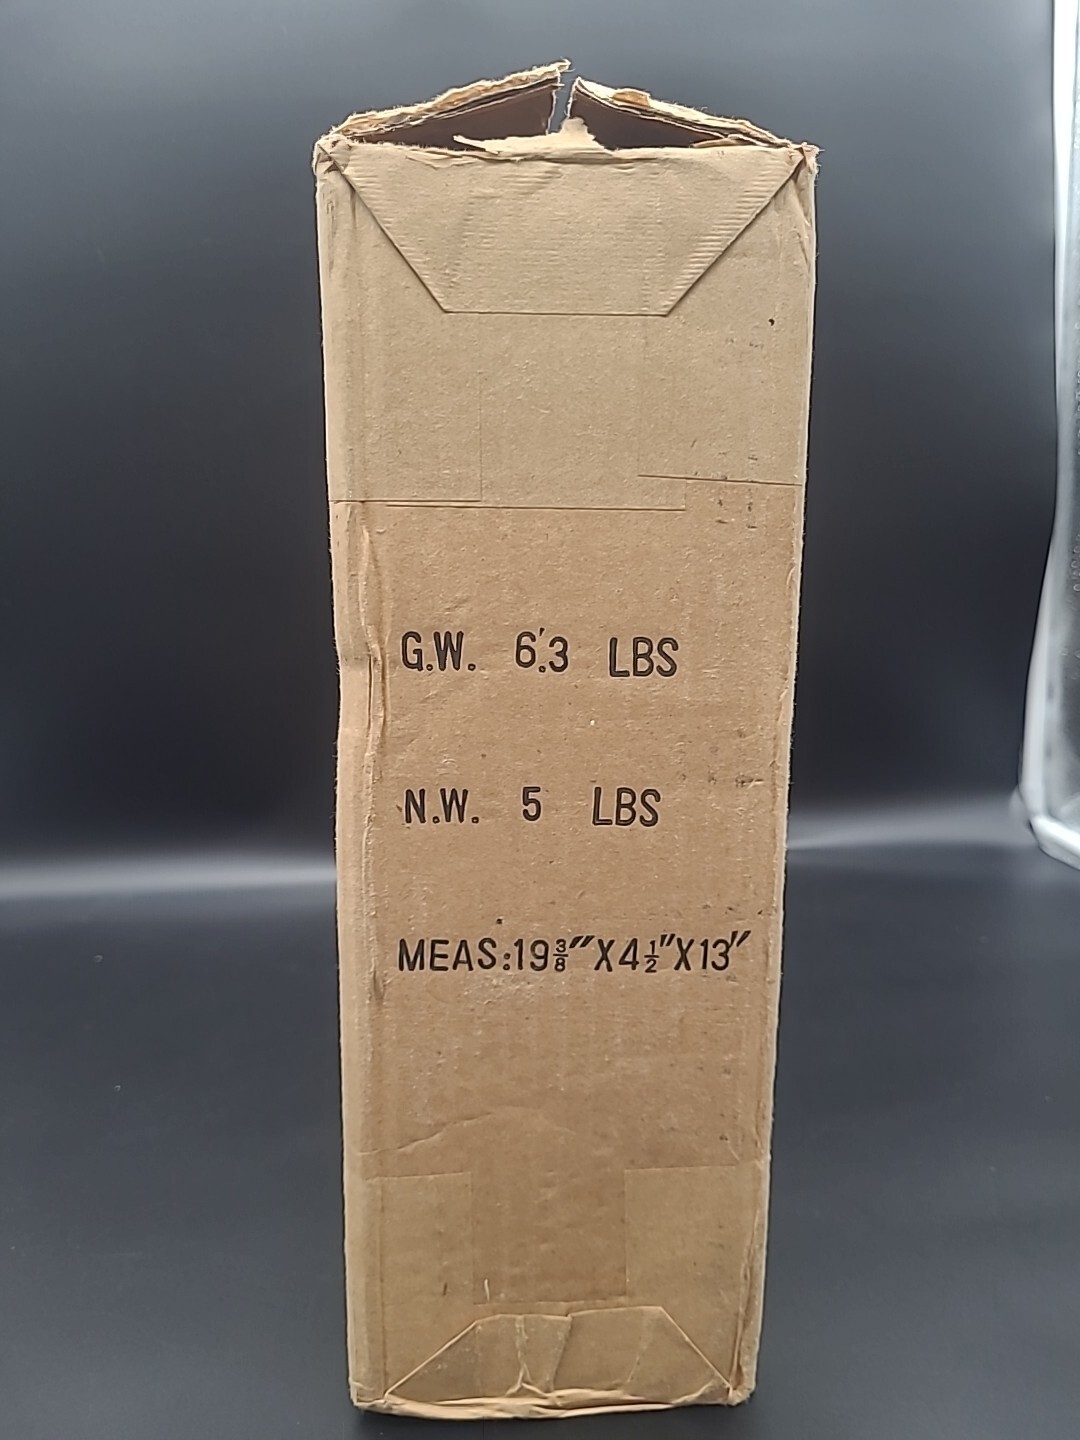 G.W. 6.3 LBS
N.W. 5 LBS
MEAS:19⅜"X4½"X13"